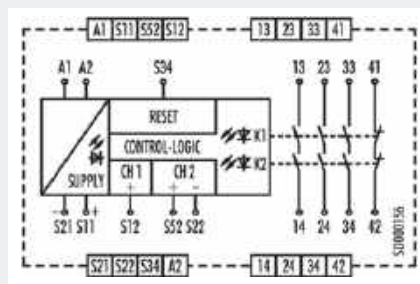 A1 S11 S52 S12 13 23 33 41
A1 A2 S34 13 23 33 41
RESET
CONTROL-LOGIC K1
CH 1 CH 2 K2
SUPPLY + + −
− +
S21 S11 S12 S52 S22 14 24 34 42
S21 S22 S34 A2 14 24 34 42